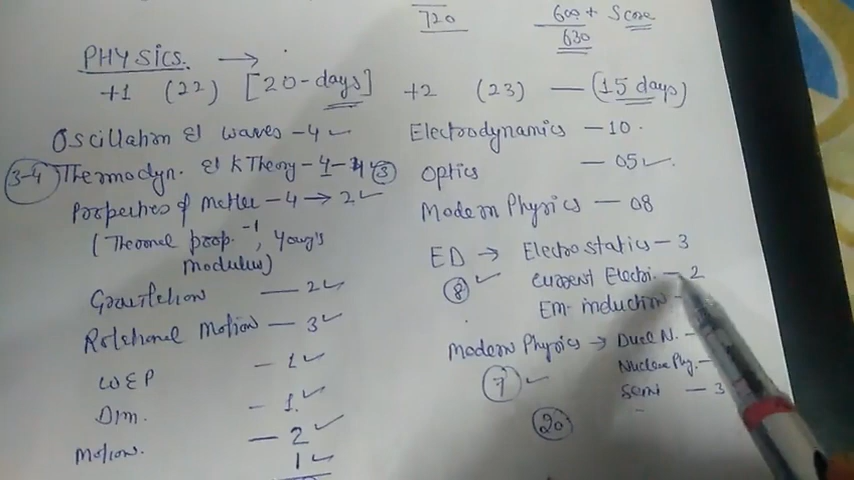 720
600+ Score
630
PHYSICS. →
+1 (22) [20-days]
+2 (23) — (15 days)
Oscillation & waves - 4 ✓
(3-4) Thermodyn. & K Theory - 4 - (3)
Properties of Matter - 4 → 2 ✓
(Thermal prop. -1, Young's
Modulus)
Gravitation — 2 ✓
Rotational Motion — 3 ✓
WEP - 1 ✓
Dim. - 1. ✓
Motion. — 2 ✓
1 ✓
Electrodynamics — 10.
Optics — 05 ✓
Modern Physics — 08
ED → Electrostatics — 3
(8) ✓ Current Electri. — 2
Em-induction -
Modern Physics → Dual N. -
(7) ✓ Nuclear Phy. -
Semi — 3
(20)